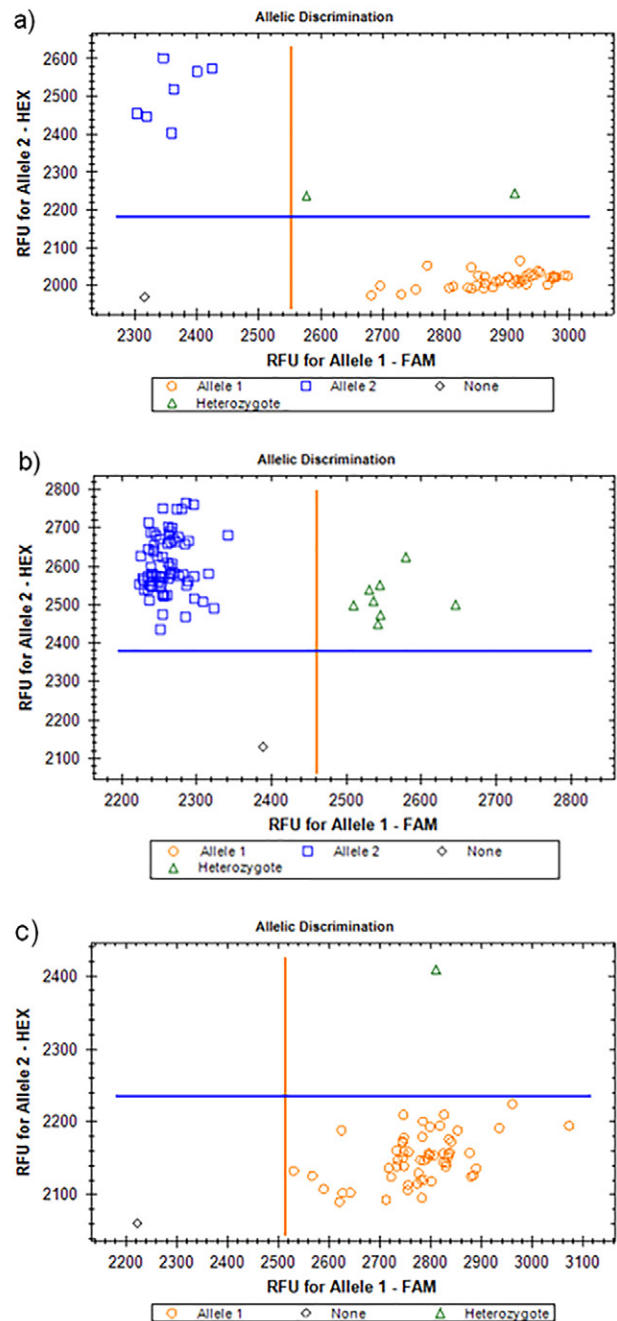 a)
Allelic Discrimination
RFU for Allele 2 - HEX
2600
2500
2400
2300
2200
2100
2000
2300 2400 2500 2600 2700 2800 2900 3000
RFU for Allele 1 - FAM
Allele 1 Allele 2 None
Heterozygote
b)
Allelic Discrimination
RFU for Allele 2 - HEX
2800
2700
2600
2500
2400
2300
2200
2100
2200 2300 2400 2500 2600 2700 2800
RFU for Allele 1 - FAM
Allele 1 Allele 2 None
Heterozygote
c)
Allelic Discrimination
RFU for Allele 2 - HEX
2400
2300
2200
2100
2200 2300 2400 2500 2600 2700 2800 2900 3000 3100
RFU for Allele 1 - FAM
Allele 1 None Heterozygote